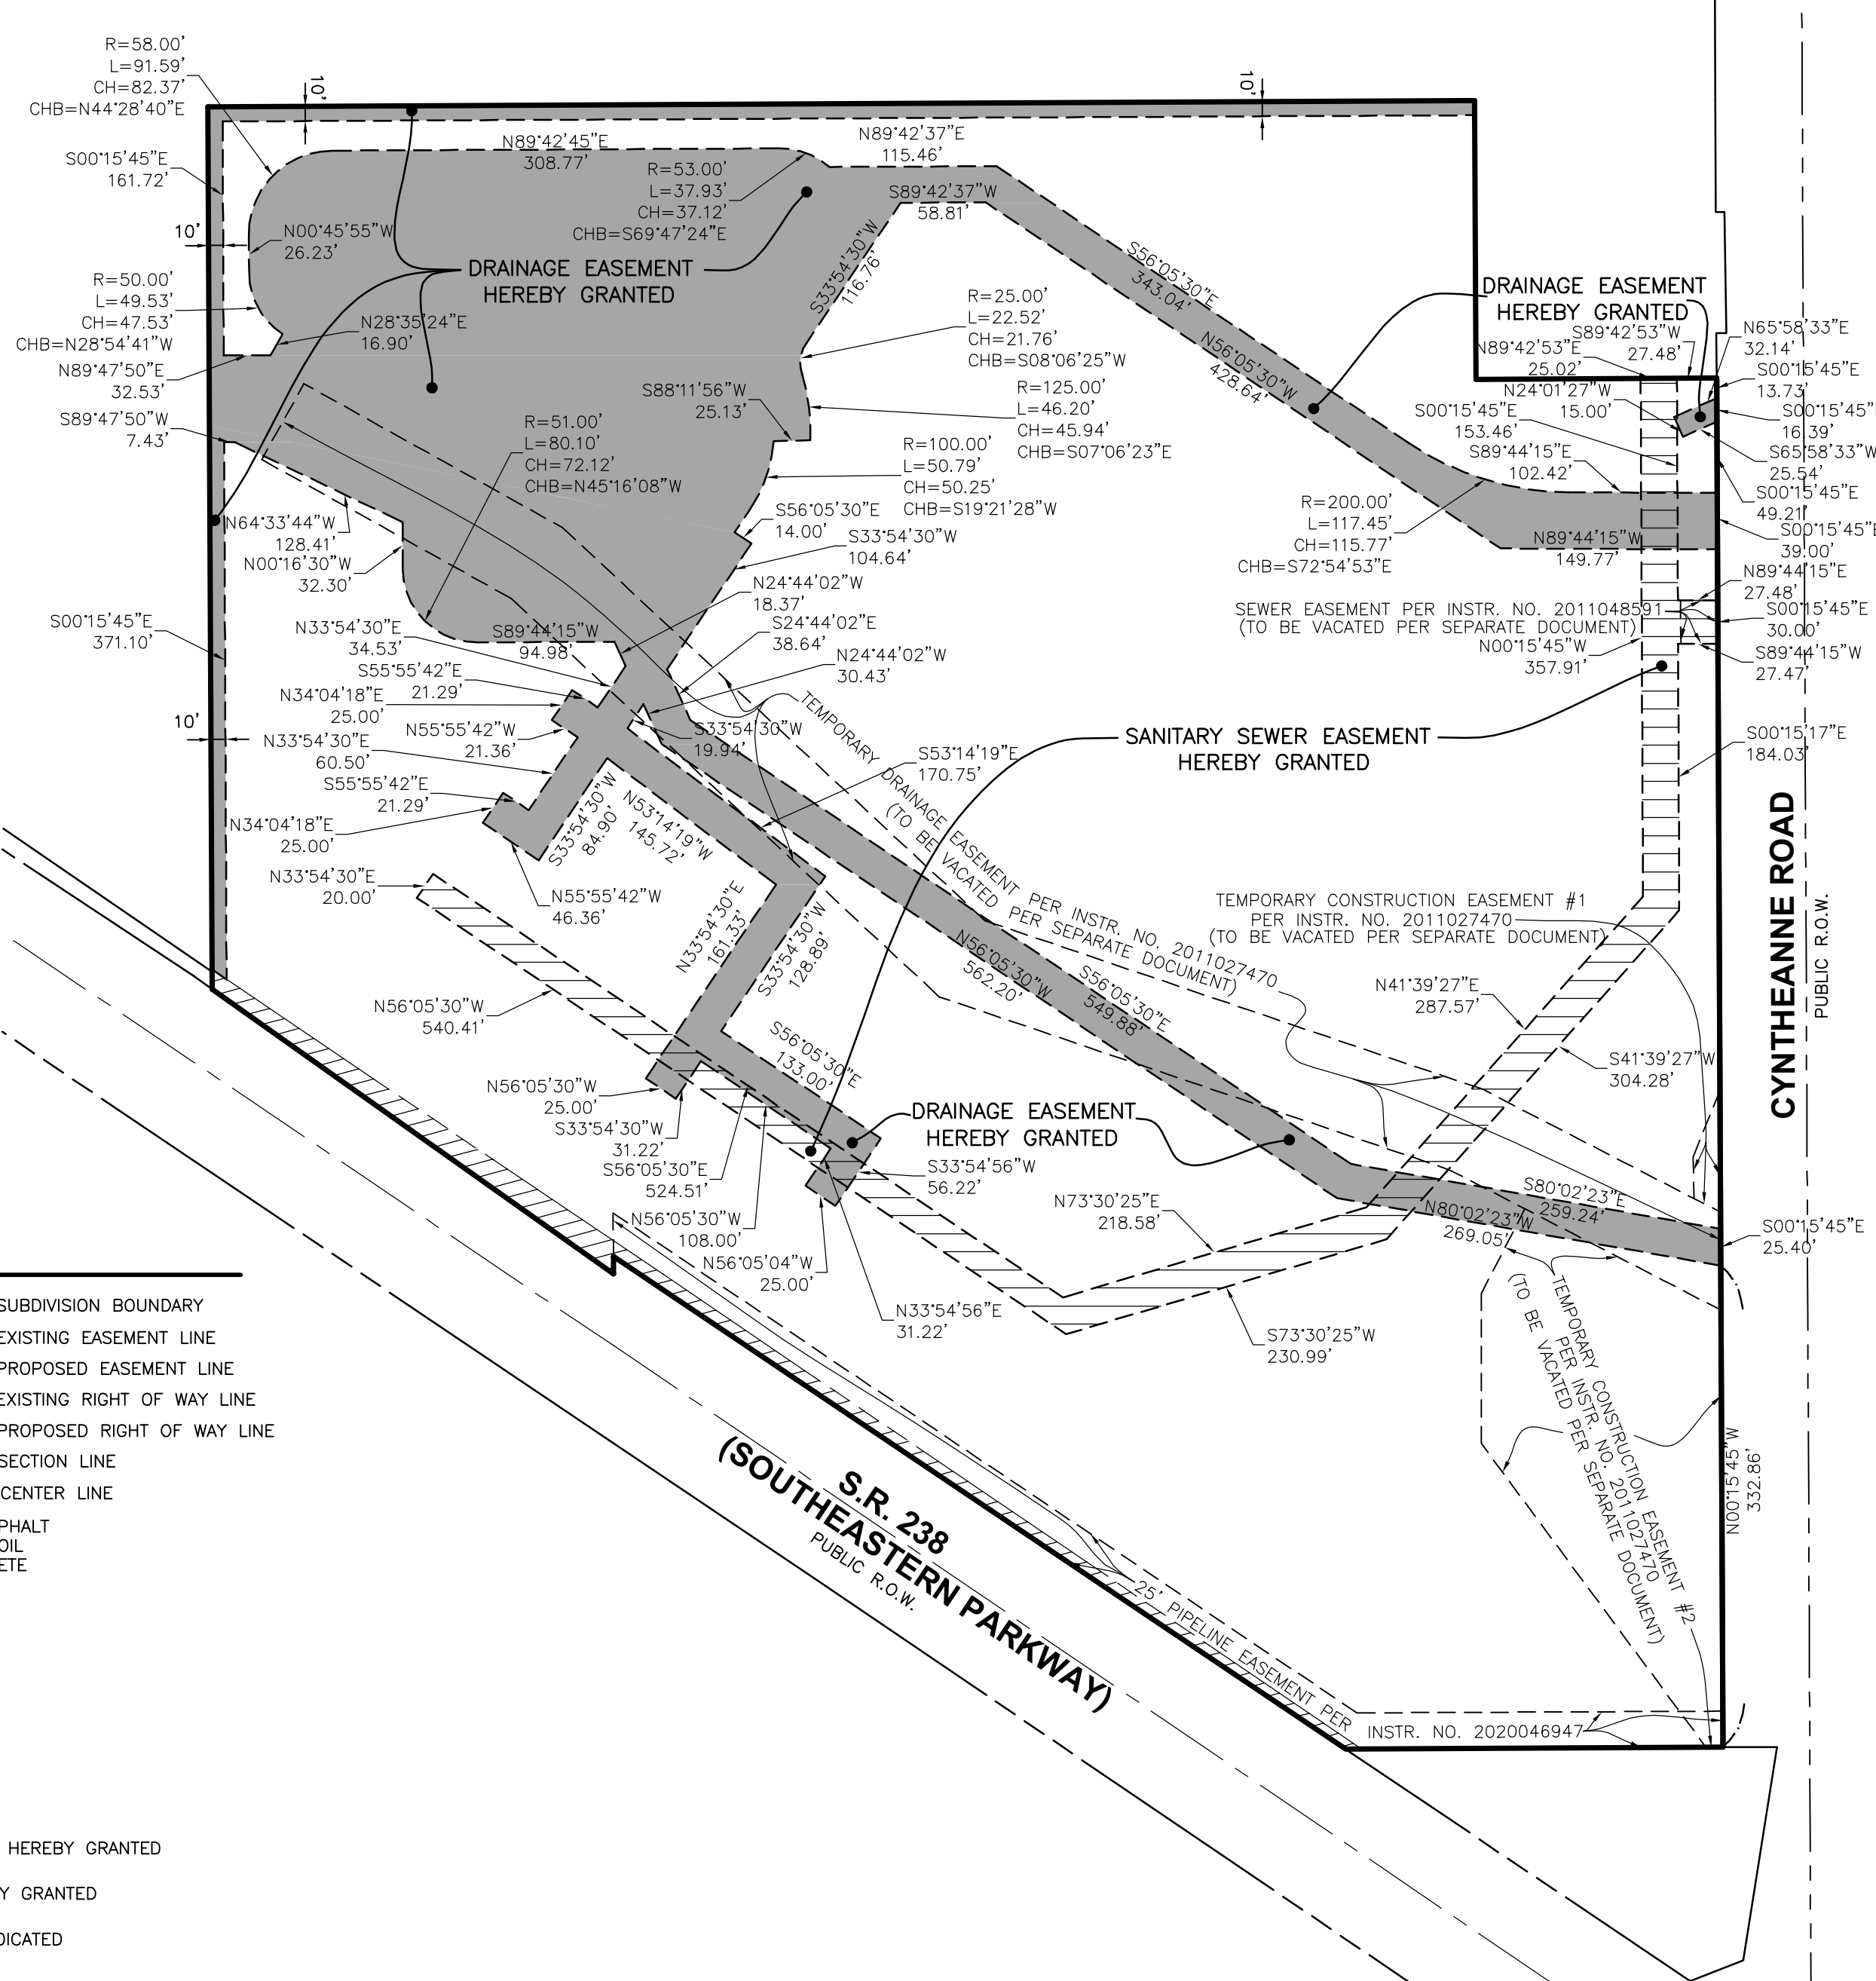 R=58.00'
L=91.59'
CH=82.37'
CHB=N44°28'40"E
10'
10'
S00°15'45"E
161.72'
N89°42'45"E
308.77'
N89°42'37"E
115.46'
R=53.00'
L=37.93'
CH=37.12'
CHB=S69°47'24"E
S89°42'37"W
58.81'
10'
N00°45'55"W
26.23'
DRAINAGE EASEMENT
HEREBY GRANTED
S33°54'30"W
116.76'
S56°05'30"E
343.04'
N56°05'30"W
428.64'
R=50.00'
L=49.53'
CH=47.53'
CHB=N28°54'41"W
N28°35'24"E
16.90'
N89°47'50"E
32.53'
S89°47'50"W
7.43'
R=25.00'
L=22.52'
CH=21.76'
CHB=S08°06'25"W
R=125.00'
L=46.20'
CH=45.94'
CHB=S07°06'23"E
S88°11'56"W
25.13'
R=51.00'
L=80.10'
CH=72.12'
CHB=N45°16'08"W
R=100.00'
L=50.79'
CH=50.25'
CHB=S19°21'28"W
DRAINAGE EASEMENT
HEREBY GRANTED
S89°42'53"W
27.48'
N65°58'33"E
32.14'
N89°42'53"E
25.02'
S00°15'45"E
13.73'
N24°01'27"W
15.00'
S00°15'45"E
16.39'
S00°15'45"E
153.46'
S65°58'33"W
25.54'
S89°44'15"E
102.42'
S00°15'45"E
49.21'
R=200.00'
L=117.45'
CH=115.77'
CHB=S72°54'53"E
S00°15'45"E
39.00'
N89°44'15"W
149.77'
N89°44'15"E
27.48'
SEWER EASEMENT PER INSTR. NO. 2011048591
(TO BE VACATED PER SEPARATE DOCUMENT)
S00°15'45"E
30.00'
N00°15'45"W
357.91'
S89°44'15"W
27.47'
N64°33'44"W
128.41'
N00°16'30"W
32.30'
S56°05'30"E
14.00'
S33°54'30"W
104.64'
N24°44'02"W
18.37'
S00°15'45"E
371.10'
N33°54'30"E
34.53'
S89°44'15"W
94.98'
S24°44'02"E
38.64'
S55°55'42"E
21.29'
N24°44'02"W
30.43'
N34°04'18"E
25.00'
10'
N55°55'42"W
21.36'
S33°54'30"W
19.94'
N33°54'30"E
60.50'
S53°14'19"E
170.75'
S55°55'42"E
21.29'
N34°04'18"E
25.00'
S33°54'30"W
84.90'
N53°14'19"W
145.72'
TEMPORARY DRAINAGE EASEMENT PER INSTR. NO. 2011027470
(TO BE VACATED PER SEPARATE DOCUMENT)
SANITARY SEWER EASEMENT
HEREBY GRANTED
S00°15'17"E
184.03'
CYNTHEANNE ROAD
PUBLIC R.O.W.
N33°54'30"E
20.00'
N55°55'42"W
46.36'
N33°54'30"E
161.33'
S33°54'30"W
128.89'
TEMPORARY CONSTRUCTION EASEMENT #1
PER INSTR. NO. 2011027470
(TO BE VACATED PER SEPARATE DOCUMENT)
N56°05'30"W
562.20'
S56°05'30"E
549.88'
N56°05'30"W
540.41'
N41°39'27"E
287.57'
S41°39'27"W
304.28'
S56°05'30"E
133.00'
N56°05'30"W
25.00'
S33°54'30"W
31.22'
DRAINAGE EASEMENT
HEREBY GRANTED
S56°05'30"E
524.51'
S33°54'56"W
56.22'
N73°30'25"E
218.58'
S80°02'23"E
259.24'
N80°02'23"W
269.05'
S00°15'45"E
25.40'
N56°05'30"W
108.00'
N56°05'04"W
25.00'
N33°54'56"E
31.22'
S73°30'25"W
230.99'
TEMPORARY CONSTRUCTION EASEMENT #2
PER INSTR. NO. 2011027470
(TO BE VACATED PER SEPARATE DOCUMENT)
N00°15'45"W
332.86'
SUBDIVISION BOUNDARY
EXISTING EASEMENT LINE
PROPOSED EASEMENT LINE
EXISTING RIGHT OF WAY LINE
PROPOSED RIGHT OF WAY LINE
SECTION LINE
CENTER LINE
PHALT
OIL
ETE
S.R. 238
(SOUTHEASTERN PARKWAY)
PUBLIC R.O.W.
25' PIPELINE EASEMENT PER
INSTR. NO. 2020046947
HEREBY GRANTED
Y GRANTED
DICATED